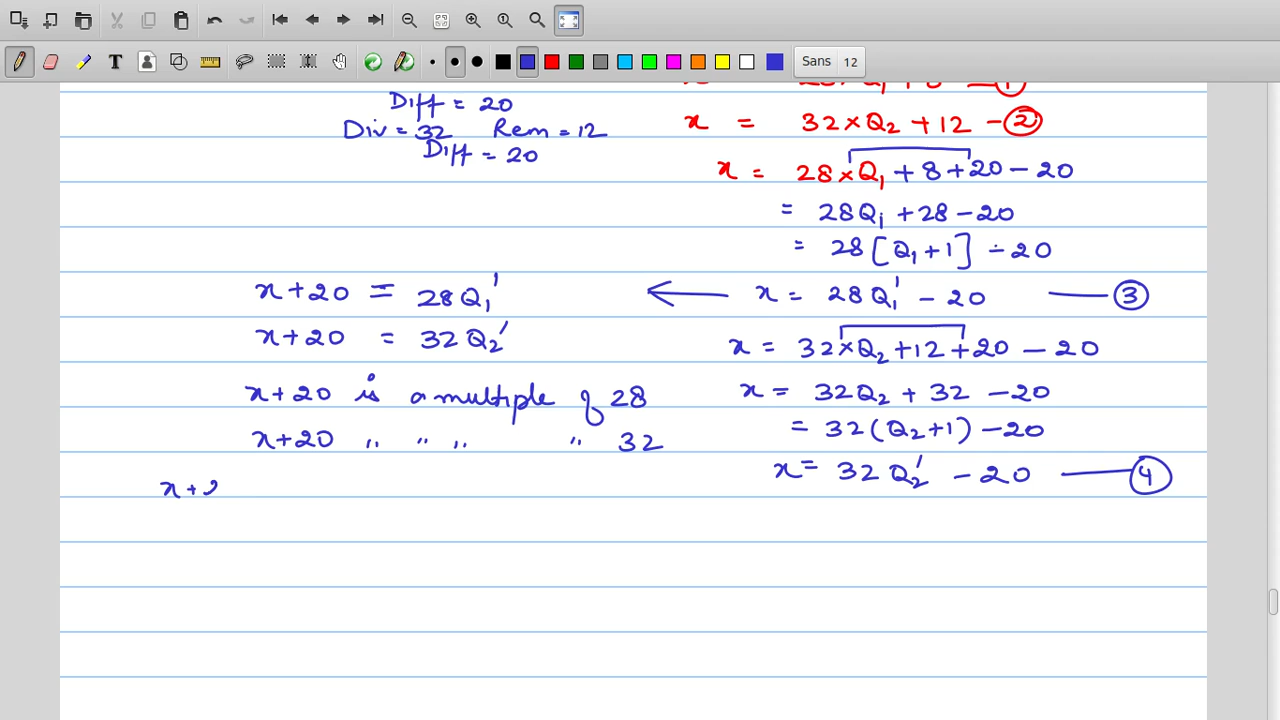 Sans 12
Diff = 20
Div = 32 Rem = 12
Diff = 20
x = 32×Q₂ + 12 — ②
x = 28×Q₁ + 8 + 20 – 20
= 28Q₁ + 28 – 20
= 28[Q₁ + 1] – 20
x = 28Q₁' – 20 — ③
x+20 = 28Q₁'
x+20 = 32Q₂'
x+20 is a multiple of 28
x+20 " " " " 32
x = 32×Q₂ + 12 + 20 – 20
x = 32Q₂ + 32 – 20
= 32(Q₂+1) – 20
x = 32Q₂' – 20 — ④
x +